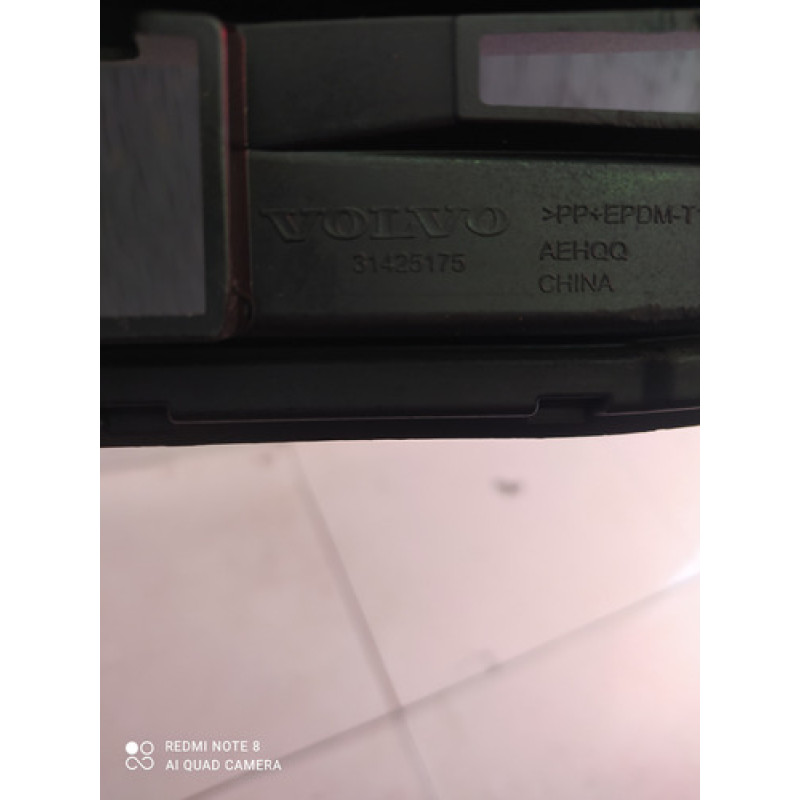 VOLVO
31425175
>PP+EPDM-T
AEHQQ
CHINA
REDMI NOTE 8
AI QUAD CAMERA